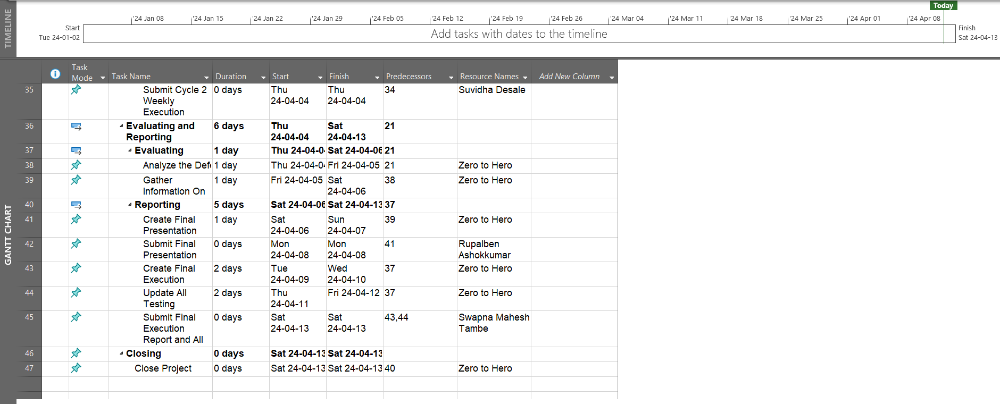 TIMELINE
Today
'24 Jan 08 '24 Jan 15 '24 Jan 22 '24 Jan 29 '24 Feb 05 '24 Feb 12 '24 Feb 19 '24 Feb 26 '24 Mar 04 '24 Mar 11 '24 Mar 18 '24 Mar 25 '24 Apr 01 '24 Apr 08
Start
Tue 24-01-02
Add tasks with dates to the timeline
Finish
Sat 24-04-13
GANTT CHART
Task
Mode Task Name Duration Start Finish Predecessors Resource Names Add New Column
35 Submit Cycle 2 0 days Thu Thu 34 Suvidha Desale
Weekly 24-04-04 24-04-04
Execution
36 Evaluating and 6 days Thu Sat 21
Reporting 24-04-04 24-04-13
37 Evaluating 1 day Thu 24-04-0 Sat 24-04-06 21
38 Analyze the Defe 1 day Thu 24-04-04 Fri 24-04-05 21 Zero to Hero
39 Gather 1 day Fri 24-04-05 Sat 38 Zero to Hero
Information On 24-04-06
40 Reporting 5 days Sat 24-04-06 Sat 24-04-13 37
41 Create Final 1 day Sat Sun 39 Zero to Hero
Presentation 24-04-06 24-04-07
42 Submit Final 0 days Mon Mon 41 Rupalben
Presentation 24-04-08 24-04-08 Ashokkumar
43 Create Final 2 days Tue Wed 37 Zero to Hero
Execution 24-04-09 24-04-10
44 Update All 2 days Thu Fri 24-04-12 37 Zero to Hero
Testing 24-04-11
45 Submit Final 0 days Sat Sat 43,44 Swapna Mahesh
Execution 24-04-13 24-04-13 Tambe
Report and All
46 Closing 0 days Sat 24-04-13 Sat 24-04-13
47 Close Project 0 days Sat 24-04-13 Sat 24-04-13 40 Zero to Hero